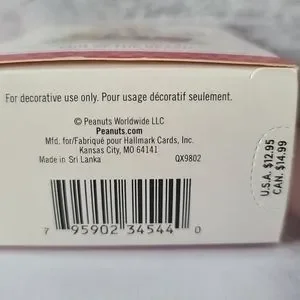 For decorative use only. Pour usage décoratif seulement.
© Peanuts Worldwide LLC
Peanuts.com
Mfd. for/Fabriqué pour Hallmark Cards, Inc.
Kansas City, MO 64141
Made in Sri Lanka QX9802
U.S.A. $12.95
CAN. $14.99
7 95902 34544 0